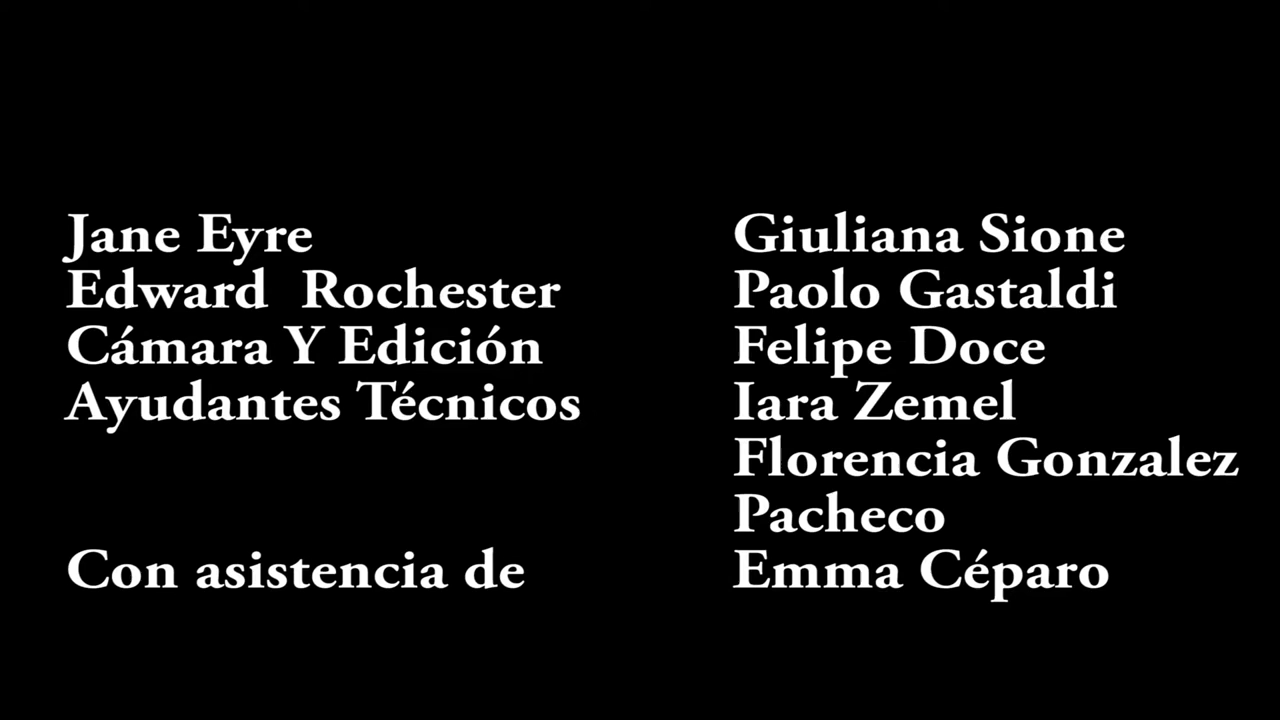 Jane Eyre Giuliana Sione
Edward Rochester Paolo Gastaldi
Cámara Y Edición Felipe Doce
Ayudantes Técnicos Iara Zemel
Florencia Gonzalez
Pacheco
Con asistencia de Emma Céparo